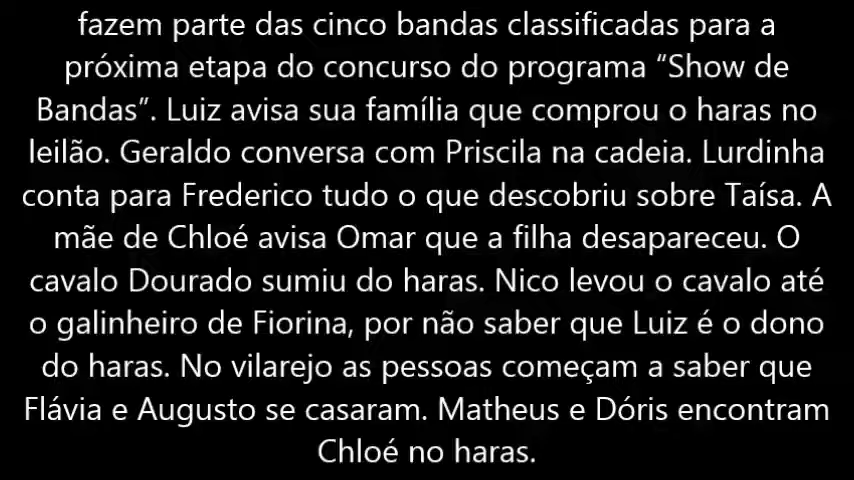 fazem parte das cinco bandas classificadas para a
próxima etapa do concurso do programa “Show de
Bandas”. Luiz avisa sua família que comprou o haras no
leilão. Geraldo conversa com Priscila na cadeia. Lurdinha
conta para Frederico tudo o que descobriu sobre Taísa. A
mãe de Chloé avisa Omar que a filha desapareceu. O
cavalo Dourado sumiu do haras. Nico levou o cavalo até
o galinheiro de Fiorina, por não saber que Luiz é o dono
do haras. No vilarejo as pessoas começam a saber que
Flávia e Augusto se casaram. Matheus e Dóris encontram
Chloé no haras.